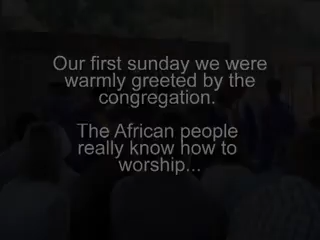 Our first sunday we were
warmly greeted by the
congregation.
The African people
really know how to
worship...